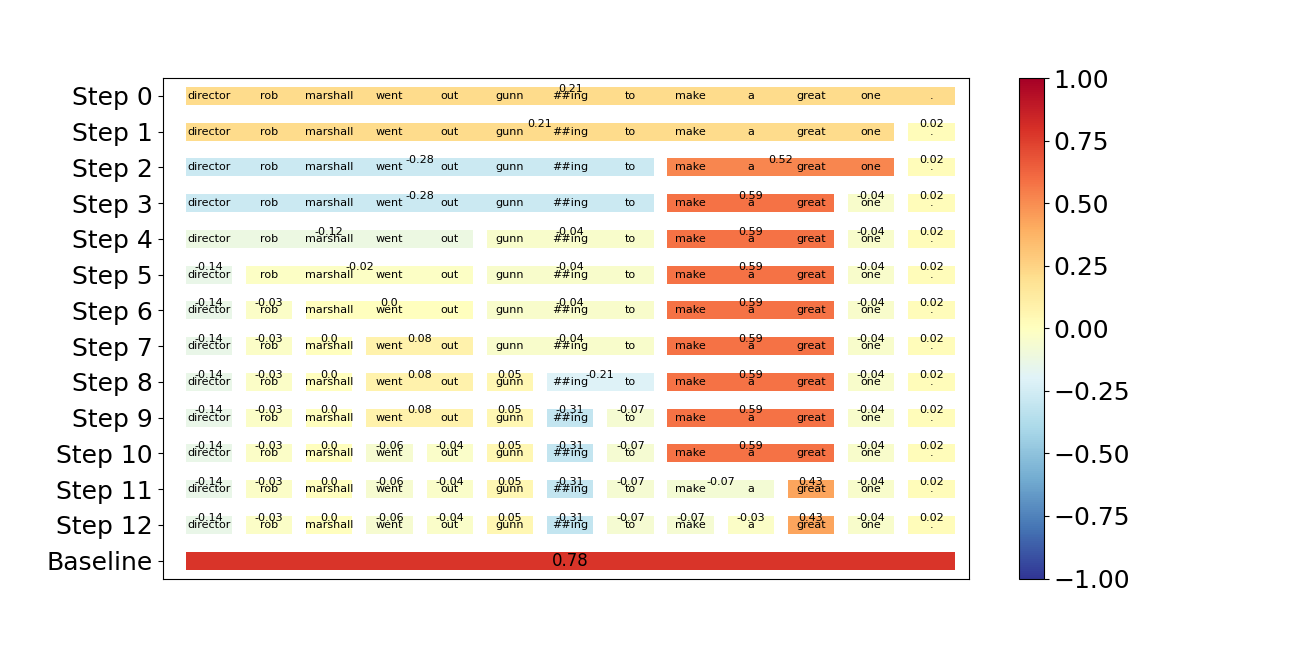 1.00
0.21
Step 0 director rob marshall went out gunn ##ing to make a great one .
0.21 0.02
Step 1 director rob marshall went out gunn ##ing to make a great one .
0.75
-0.28 0.52 0.02
Step 2 director rob marshall went out gunn ##ing to make a great one .
-0.28 0.59 -0.04 0.02
Step 3 director rob marshall went out gunn ##ing to make a great one .
0.50
-0.12 -0.04 0.59 -0.04 0.02
Step 4 director rob marshall went out gunn ##ing to make a great one .
-0.14 -0.02 -0.04 0.59 -0.04 0.02
Step 5 director rob marshall went out gunn ##ing to make a great one .
0.25
-0.14 -0.03 0.0 -0.04 0.59 -0.04 0.02
Step 6 director rob marshall went out gunn ##ing to make a great one .
0.00
-0.14 -0.03 0.0 0.08 -0.04 0.59 -0.04 0.02
Step 7 director rob marshall went out gunn ##ing to make a great one .
-0.14 -0.03 0.0 0.08 0.05 -0.21 0.59 -0.04 0.02
Step 8 director rob marshall went out gunn ##ing to make a great one .
−0.25
-0.14 -0.03 0.0 0.08 0.05 -0.31 -0.07 0.59 -0.04 0.02
Step 9 director rob marshall went out gunn ##ing to make a great one .
-0.14 -0.03 0.0 -0.06 -0.04 0.05 -0.31 -0.07 0.59 -0.04 0.02
Step 10 director rob marshall went out gunn ##ing to make a great one .
−0.50
-0.14 -0.03 0.0 -0.06 -0.04 0.05 -0.31 -0.07 -0.07 0.43 -0.04 0.02
Step 11 director rob marshall went out gunn ##ing to make a great one .
−0.75
-0.14 -0.03 0.0 -0.06 -0.04 0.05 -0.31 -0.07 -0.07 -0.03 0.43 -0.04 0.02
Step 12 director rob marshall went out gunn ##ing to make a great one .
Baseline 0.78
−1.00